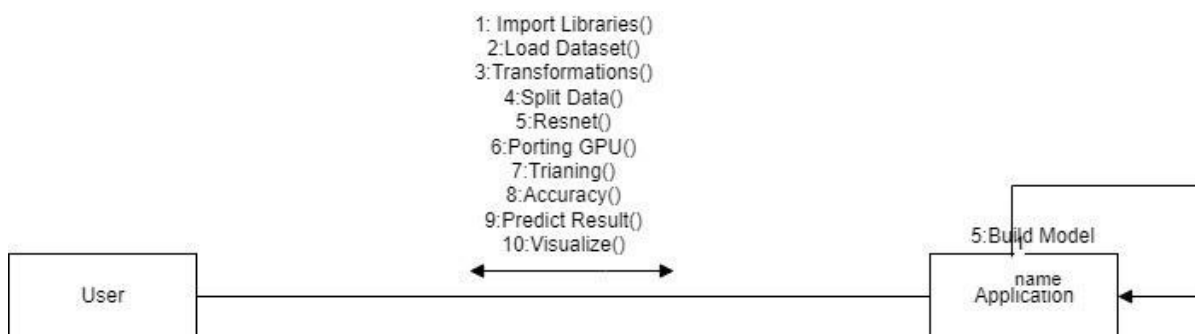 1: Import Libraries()
2:Load Dataset()
3:Transformations()
4:Split Data()
5:Resnet()
6:Porting GPU()
7:Trianing()
8:Accuracy()
9:Predict Result()
10:Visualize()
5:Build Model
User
name
Application